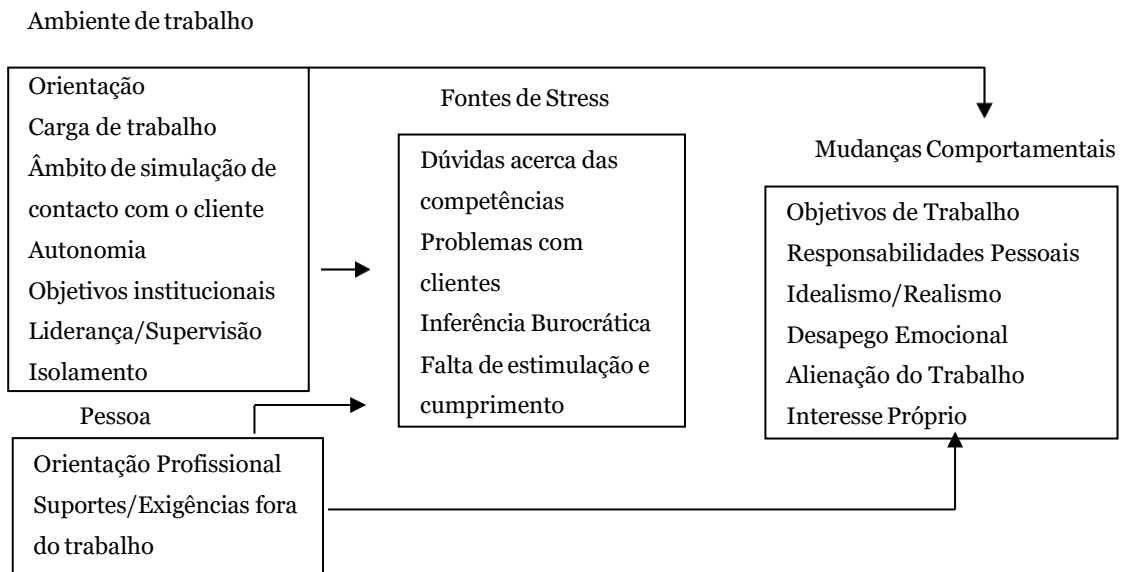 Ambiente de trabalho
Orientação
Carga de trabalho
Âmbito de simulação de
contacto com o cliente
Autonomia
Objetivos institucionais
Liderança/Supervisão
Isolamento
Fontes de Stress
Dúvidas acerca das
competências
Problemas com
clientes
Inferência Burocrática
Falta de estimulação e
cumprimento
Mudanças Comportamentais
Objetivos de Trabalho
Responsabilidades Pessoais
Idealismo/Realismo
Desapego Emocional
Alienação do Trabalho
Interesse Próprio
Pessoa
Orientação Profissional
Suportes/Exigências fora
do trabalho